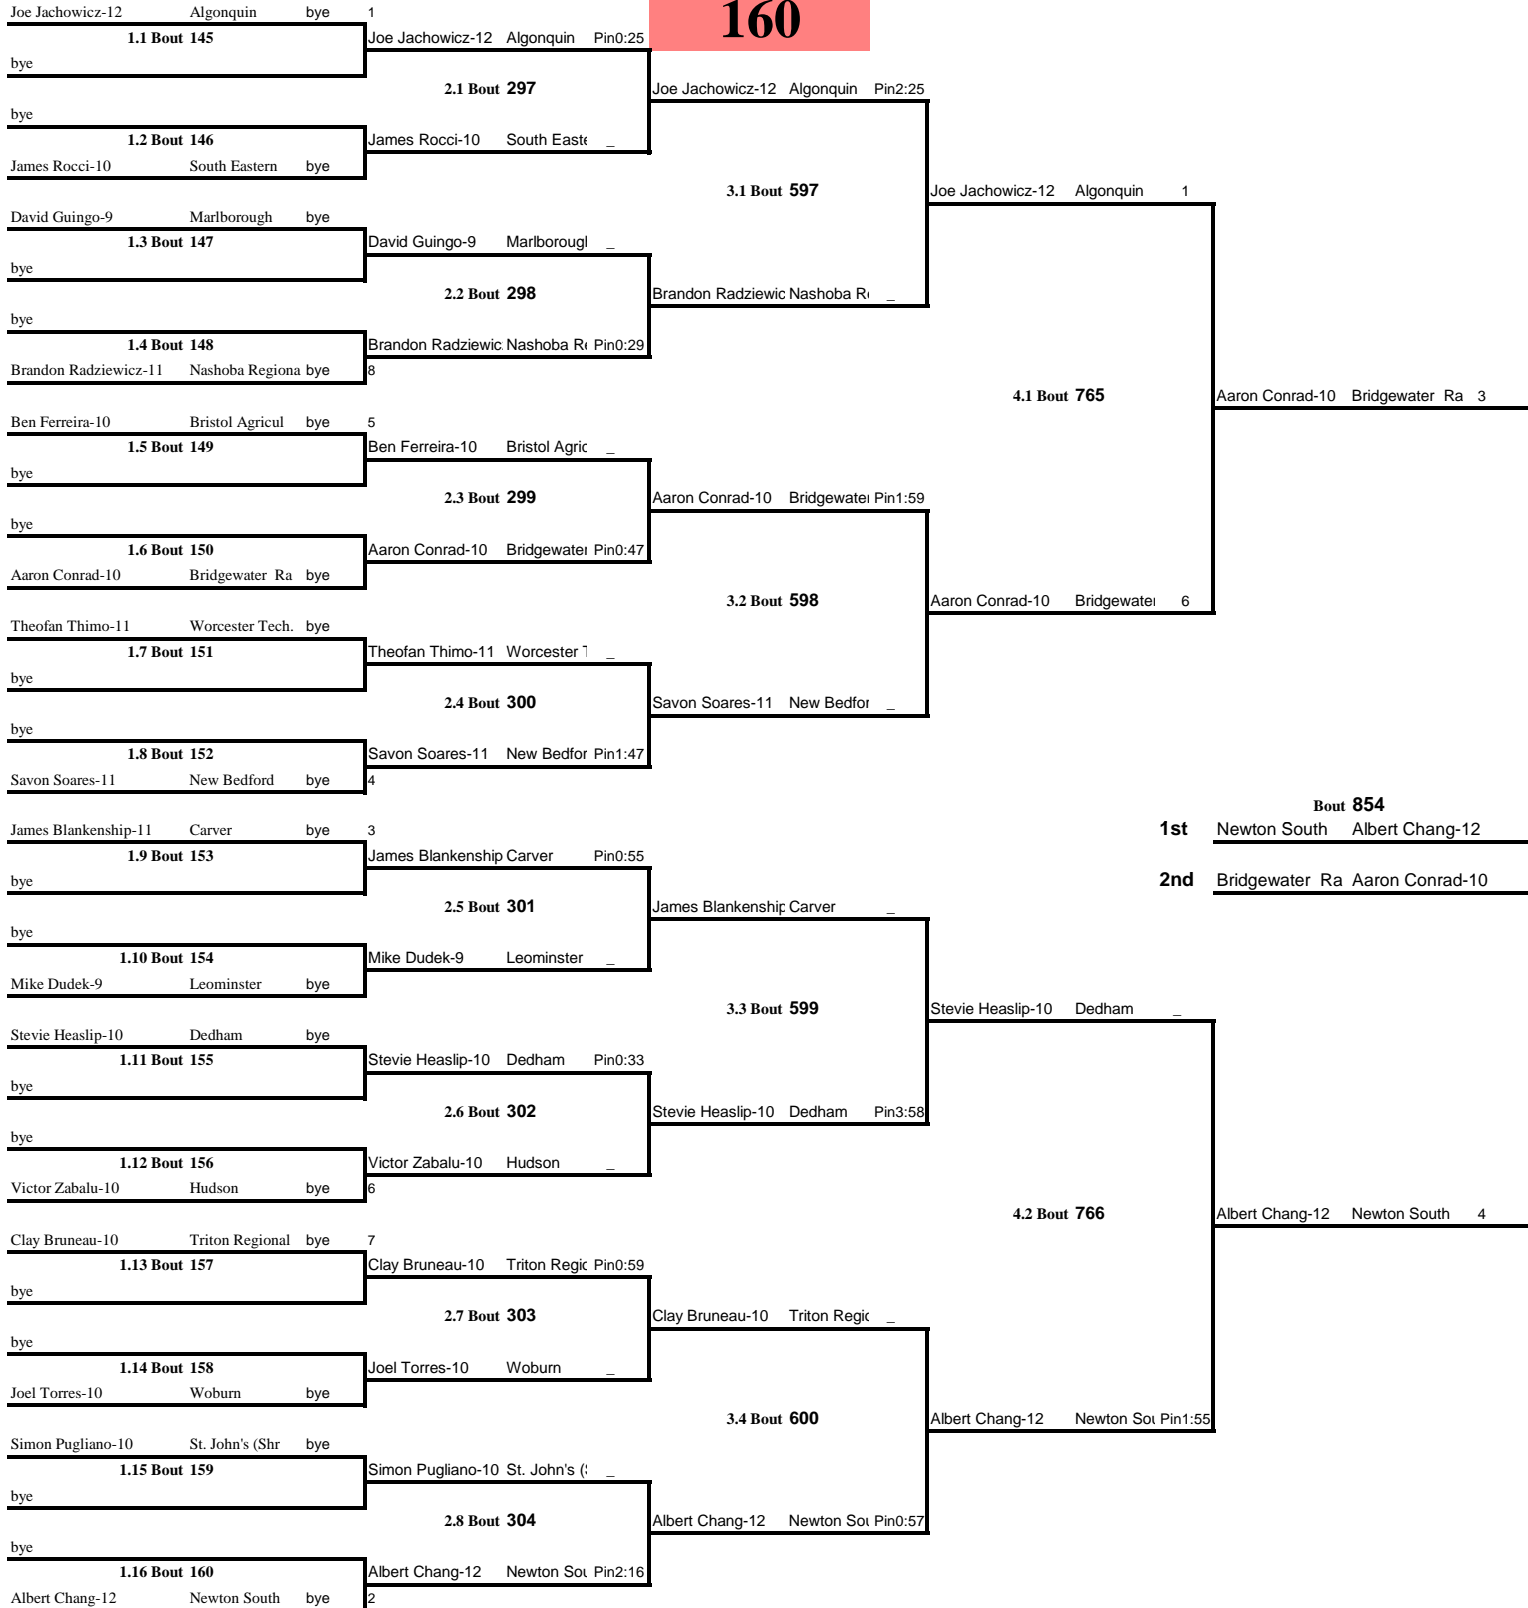 160
Joe Jachowicz-12 Algonquin bye 1
1.1 Bout 145
Joe Jachowicz-12 Algonquin Pin0:25
bye
2.1 Bout 297
Joe Jachowicz-12 Algonquin Pin2:25
bye
1.2 Bout 146
James Rocci-10 South Easte _
James Rocci-10 South Eastern bye
3.1 Bout 597
Joe Jachowicz-12 Algonquin 1
David Guingo-9 Marlborough bye
1.3 Bout 147
David Guingo-9 Marlborough _
bye
2.2 Bout 298
Brandon Radziewic Nashoba Re _
bye
1.4 Bout 148
Brandon Radziewic Nashoba Re Pin0:29
Brandon Radziewicz-11 Nashoba Regiona bye 8
4.1 Bout 765
Aaron Conrad-10 Bridgewater Ra 3
Ben Ferreira-10 Bristol Agricul bye 5
1.5 Bout 149
Ben Ferreira-10 Bristol Agric _
bye
2.3 Bout 299
Aaron Conrad-10 Bridgewater Pin1:59
bye
1.6 Bout 150
Aaron Conrad-10 Bridgewater Pin0:47
Aaron Conrad-10 Bridgewater Ra bye
3.2 Bout 598
Aaron Conrad-10 Bridgewater 6
Theofan Thimo-11 Worcester Tech. bye
1.7 Bout 151
Theofan Thimo-11 Worcester T _
bye
2.4 Bout 300
Savon Soares-11 New Bedfor _
bye
1.8 Bout 152
Savon Soares-11 New Bedfor Pin1:47
Savon Soares-11 New Bedford bye 4
Bout 854
1st Newton South Albert Chang-12
2nd Bridgewater Ra Aaron Conrad-10
James Blankenship-11 Carver bye 3
1.9 Bout 153
James Blankenship Carver Pin0:55
bye
2.5 Bout 301
James Blankenship Carver _
bye
1.10 Bout 154
Mike Dudek-9 Leominster _
Mike Dudek-9 Leominster bye
3.3 Bout 599
Stevie Heaslip-10 Dedham _
Stevie Heaslip-10 Dedham bye
1.11 Bout 155
Stevie Heaslip-10 Dedham Pin0:33
bye
2.6 Bout 302
Stevie Heaslip-10 Dedham Pin3:58
bye
1.12 Bout 156
Victor Zabalu-10 Hudson _
Victor Zabalu-10 Hudson bye 6
4.2 Bout 766
Albert Chang-12 Newton South 4
Clay Bruneau-10 Triton Regional bye 7
1.13 Bout 157
Clay Bruneau-10 Triton Regic Pin0:59
bye
2.7 Bout 303
Clay Bruneau-10 Triton Regic _
bye
1.14 Bout 158
Joel Torres-10 Woburn _
Joel Torres-10 Woburn bye
3.4 Bout 600
Albert Chang-12 Newton Sou Pin1:55
Simon Pugliano-10 St. John's (Shr bye
1.15 Bout 159
Simon Pugliano-10 St. John's (S _
bye
2.8 Bout 304
Albert Chang-12 Newton Sou Pin0:57
bye
1.16 Bout 160
Albert Chang-12 Newton Sou Pin2:16
Albert Chang-12 Newton South bye 2